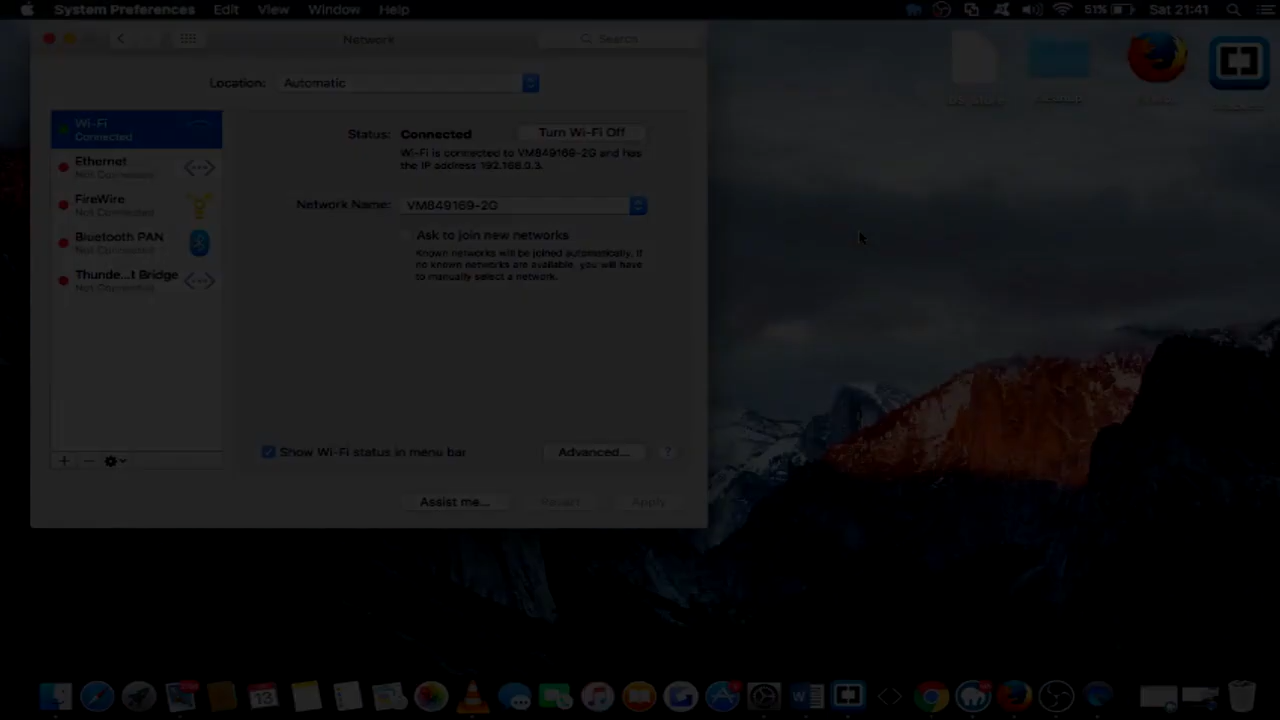 System Preferences Edit View Window Help 51% Sat 21:41
Network Search
Location: Automatic
Wi-Fi
Connected
Ethernet
Not Connected
FireWire
Not Connected
Bluetooth PAN
Not Connected
Thunde...t Bridge
Not Connected
Status: Connected Turn Wi-Fi Off
Wi-Fi is connected to VM849169-2G and has
the IP address 192.168.0.3.
Network Name: VM849169-2G
Ask to join new networks
Known networks will be joined automatically. If
no known networks are available, you will have
to manually select a network.
Show Wi-Fi status in menu bar Advanced... ?
Assist me... Revert Apply
13